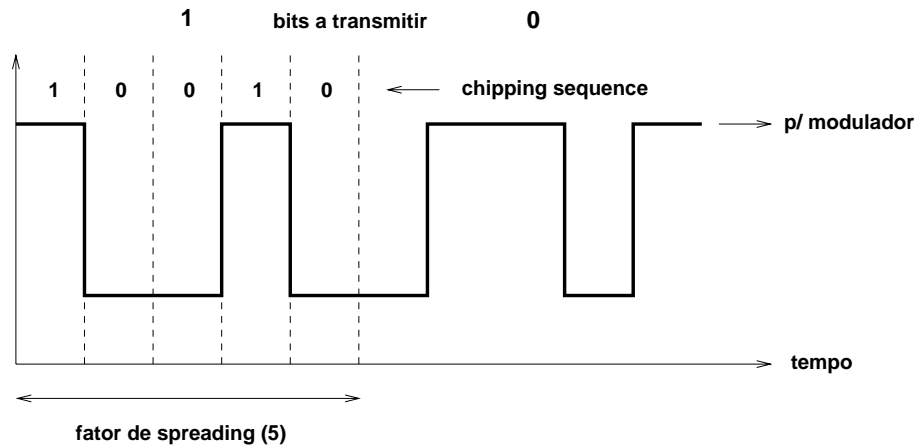 1 bits a transmitir 0
1 0 0 1 0 chipping sequence
p/ modulador
tempo
fator de spreading (5)